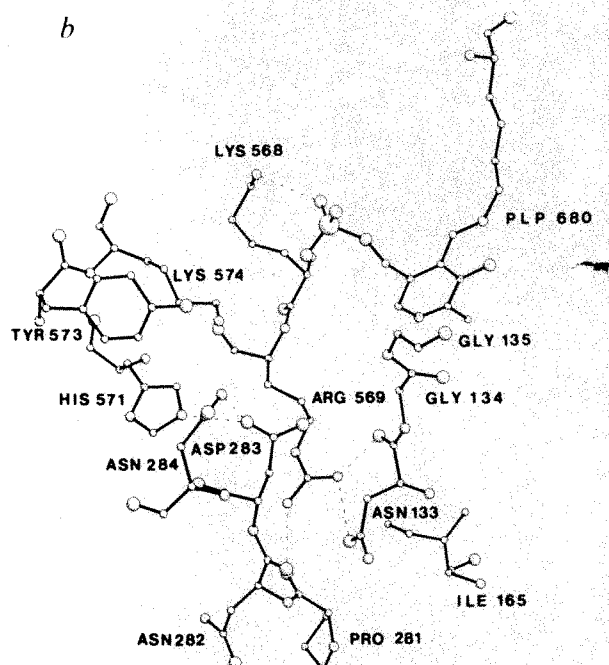 b
LYS 568
PLP 680
LYS 574
TYR 573
GLY 135
HIS 571
ARG 569
GLY 134
ASP 283
ASN 284
ASN 133
ILE 165
ASN 282
PRO 281